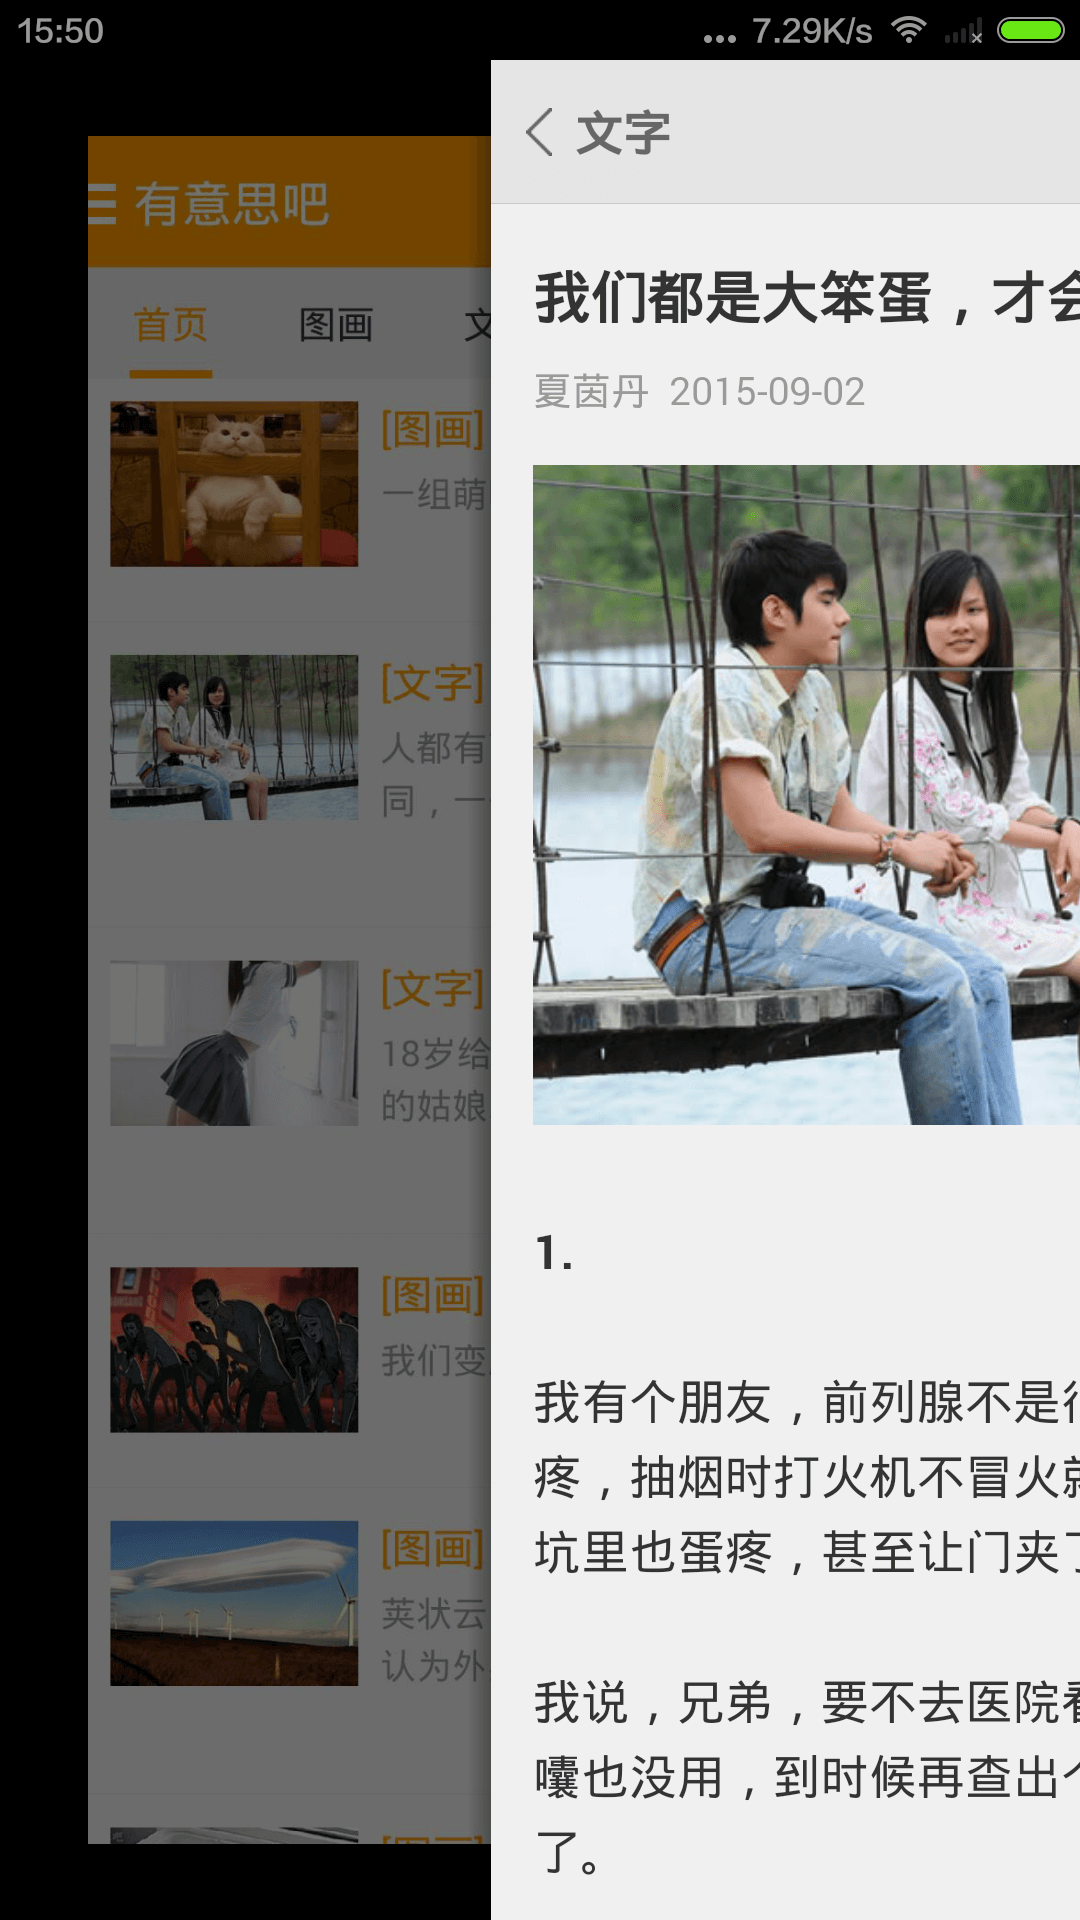 15:50
... 7.29K/s
有意思吧
首页 图画
[图画]
一组萌
[文字]
人都有
同，一
[文字]
18岁给
的姑娘
[图画]
我们变
[图画]
荚状云
认为外
[图画]
文字
我们都是大笨蛋，才会
夏茵丹 2015-09-02
1.
我有个朋友，前列腺不是很
疼，抽烟时打火机不冒火就
坑里也蛋疼，甚至让门夹了
我说，兄弟，要不去医院看
囊也没用，到时候再查出个
了。